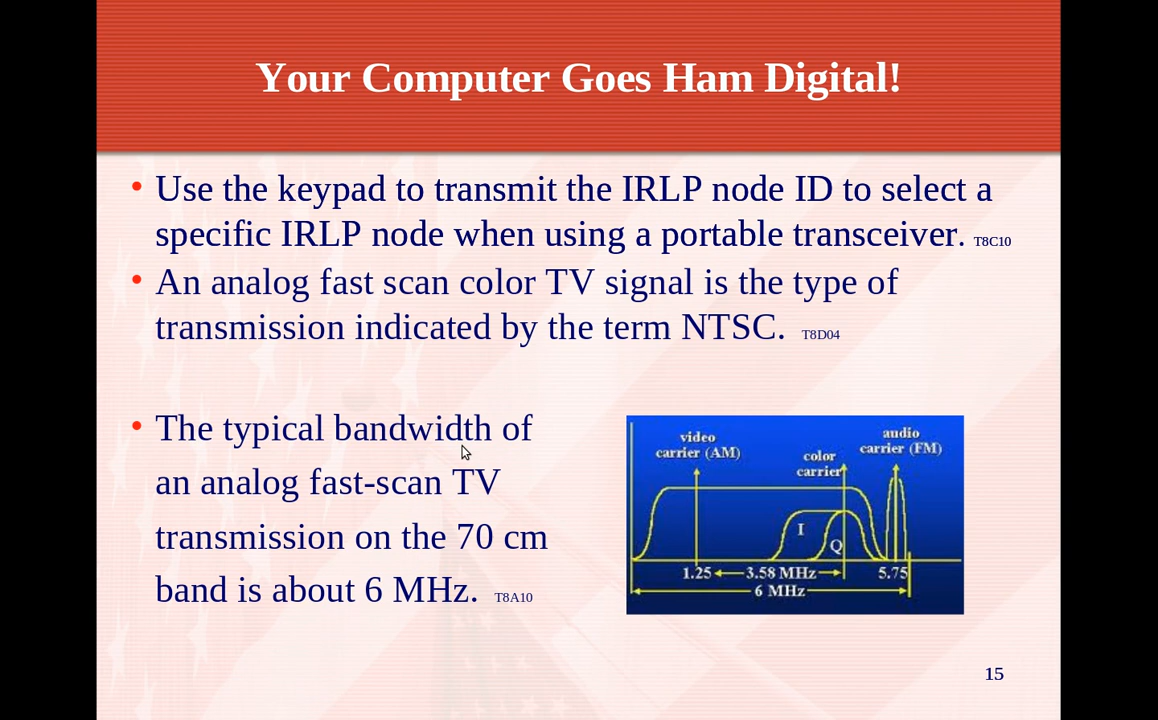 Your Computer Goes Ham Digital!
• Use the keypad to transmit the IRLP node ID to select a
specific IRLP node when using a portable transceiver. T8C10
• An analog fast scan color TV signal is the type of
transmission indicated by the term NTSC. T8D04
• The typical bandwidth of
an analog fast-scan TV
transmission on the 70 cm
band is about 6 MHz. T8A10
video
carrier (AM)
color
carrier
audio
carrier (FM)
I
Q
1.25
3.58 MHz
5.75
6 MHz
15